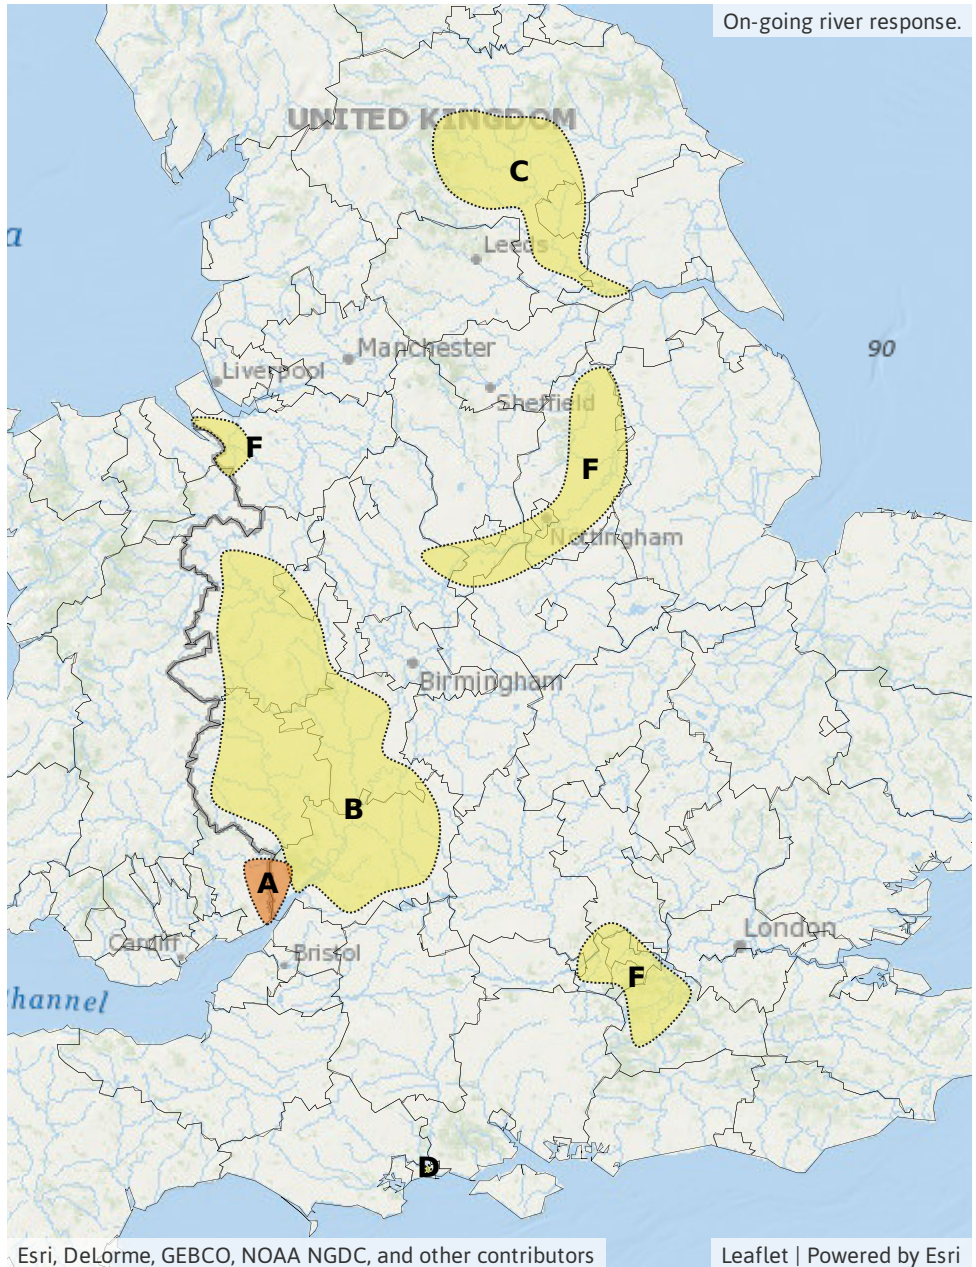 On-going river response.
UNITED KINGDOM
C
a
Leeds
Manchester
90
Liverpool
Sheffield
F
F
Nottingham
Birmingham
B
A
London
Cardiff
Bristol
F
hannel
D
Esri, DeLorme, GEBCO, NOAA NGDC, and other contributors
Leaflet | Powered by Esri